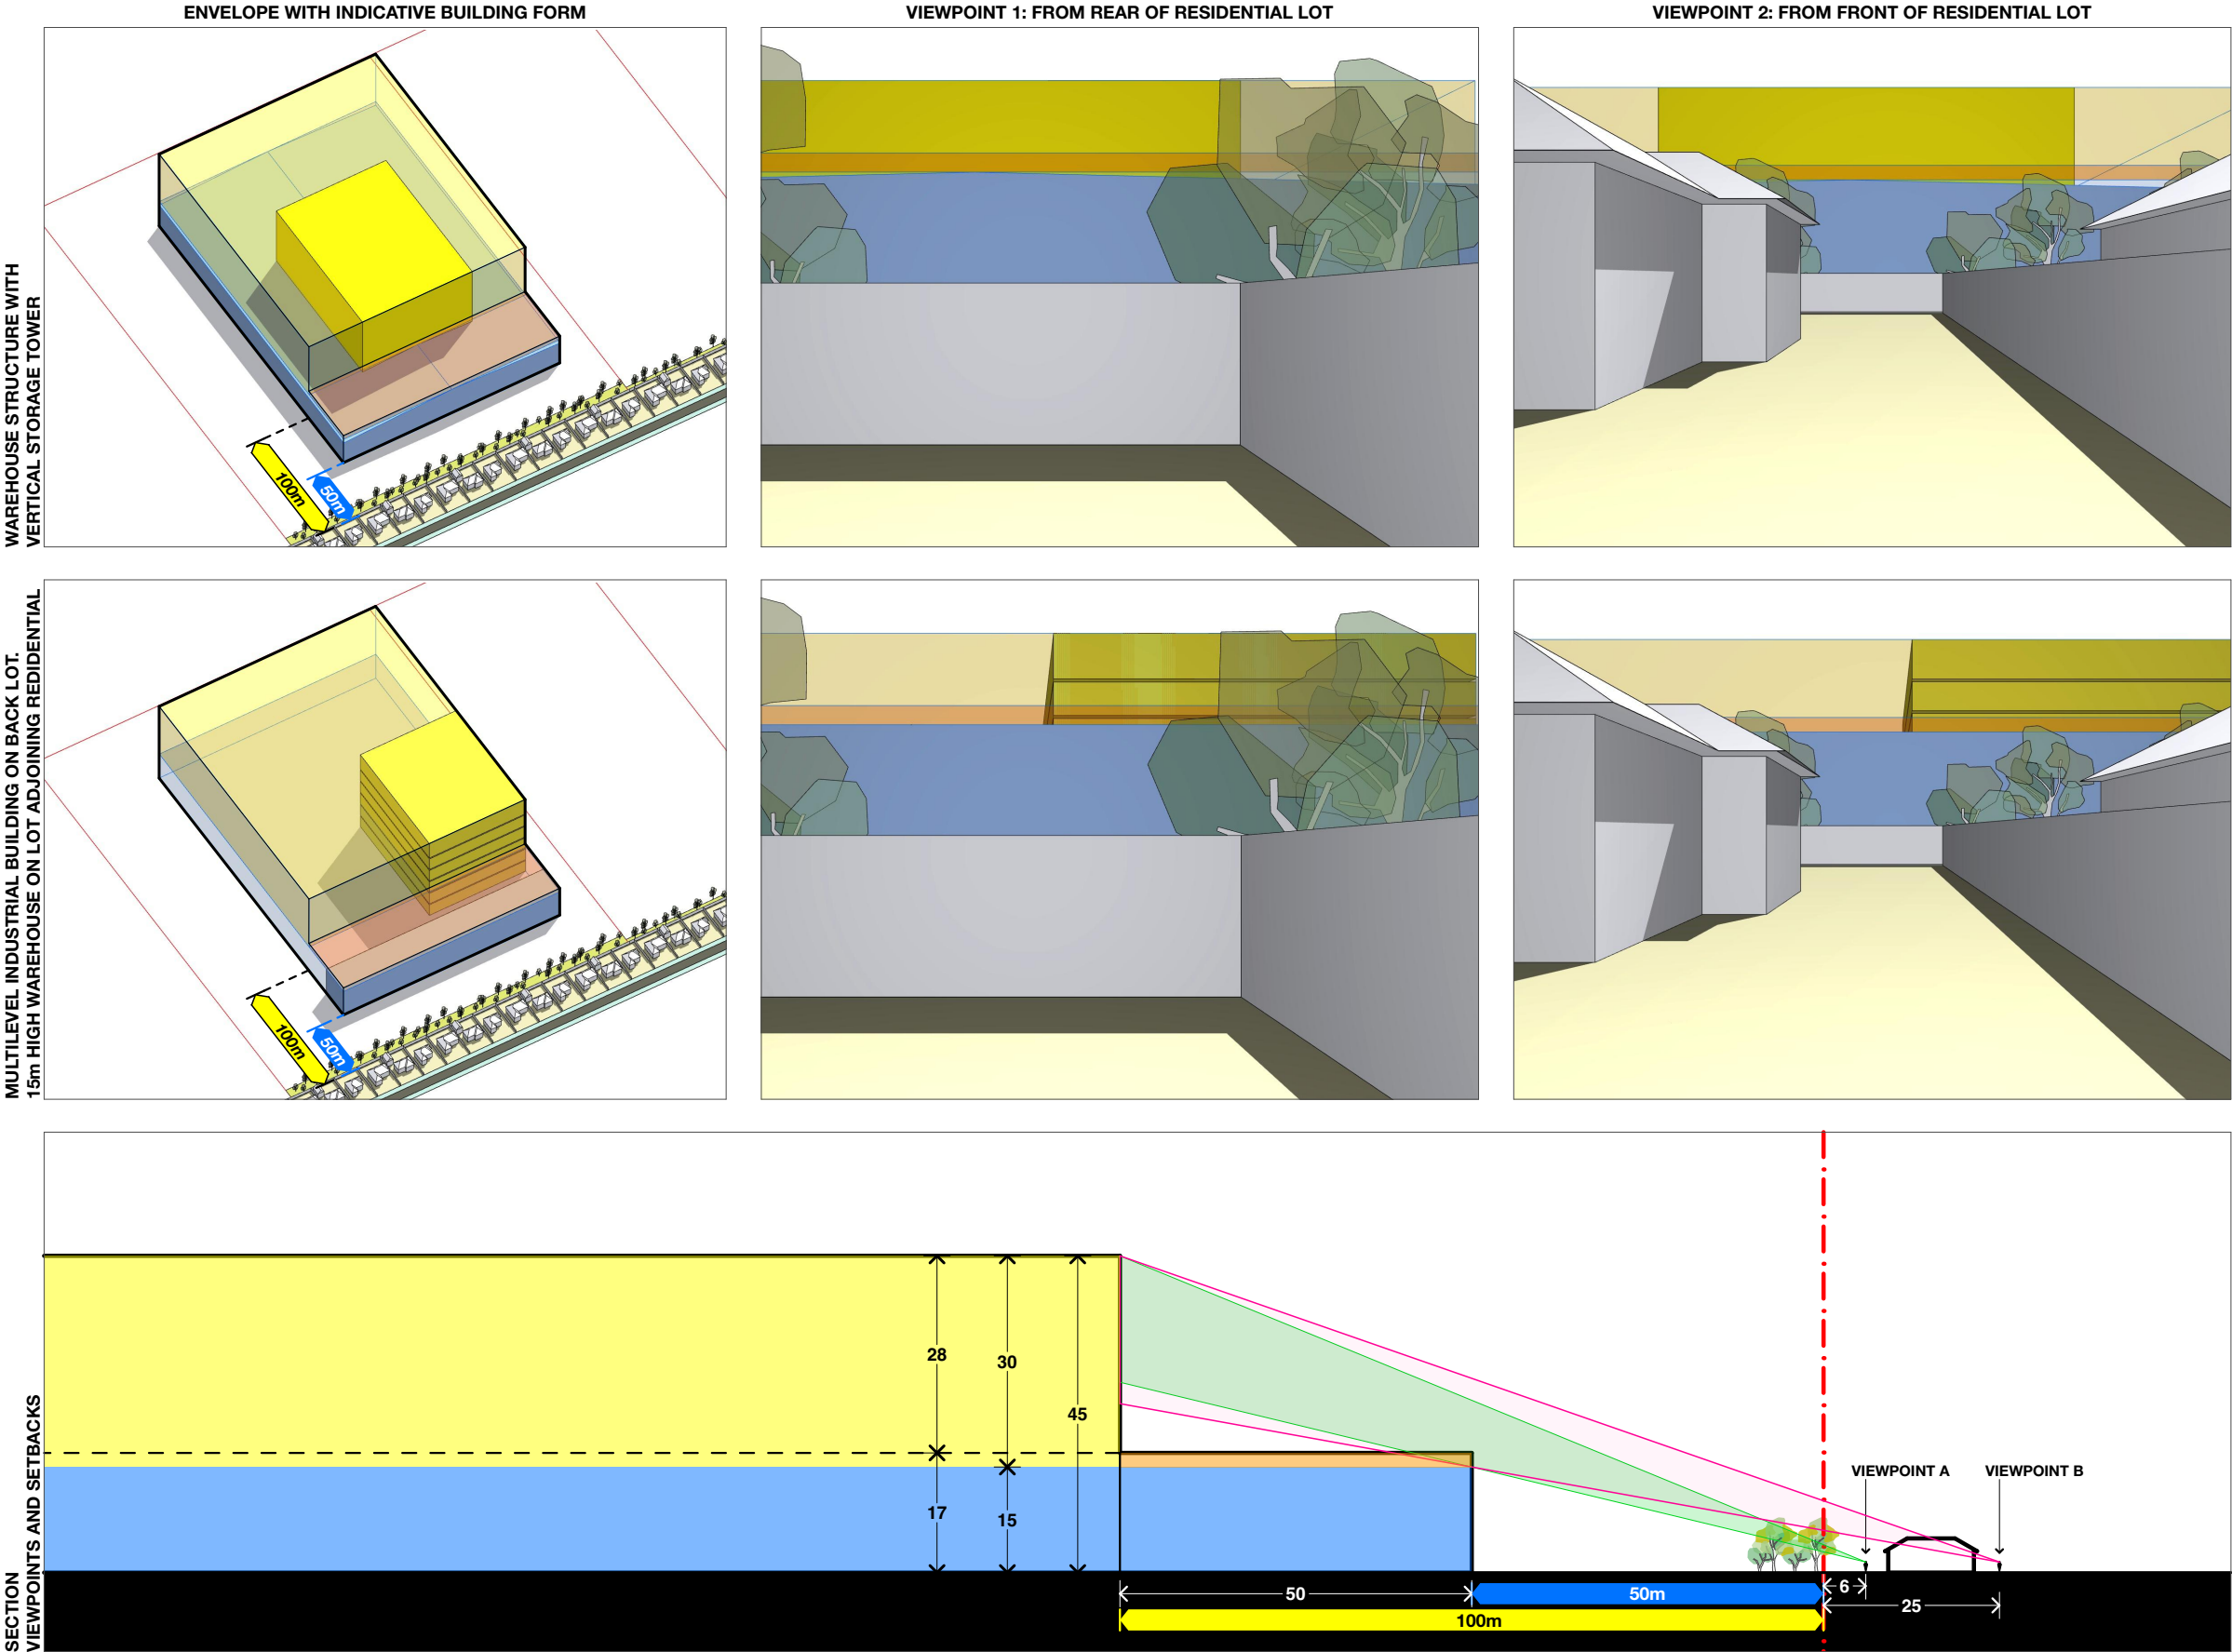 ENVELOPE WITH INDICATIVE BUILDING FORM
VIEWPOINT 1: FROM REAR OF RESIDENTIAL LOT
VIEWPOINT 2: FROM FRONT OF RESIDENTIAL LOT
WAREHOUSE STRUCTURE WITH
VERTICAL STORAGE TOWER
100m
50m
MULTILEVEL INDUSTRIAL BUILDING ON BACK LOT.
15m HIGH WAREHOUSE ON LOT ADJOINING REDIDENTIAL
100m
50m
SECTION
VIEWPOINTS AND SETBACKS
28
30
45
17
15
VIEWPOINT A
VIEWPOINT B
50
50m
6
25
100m